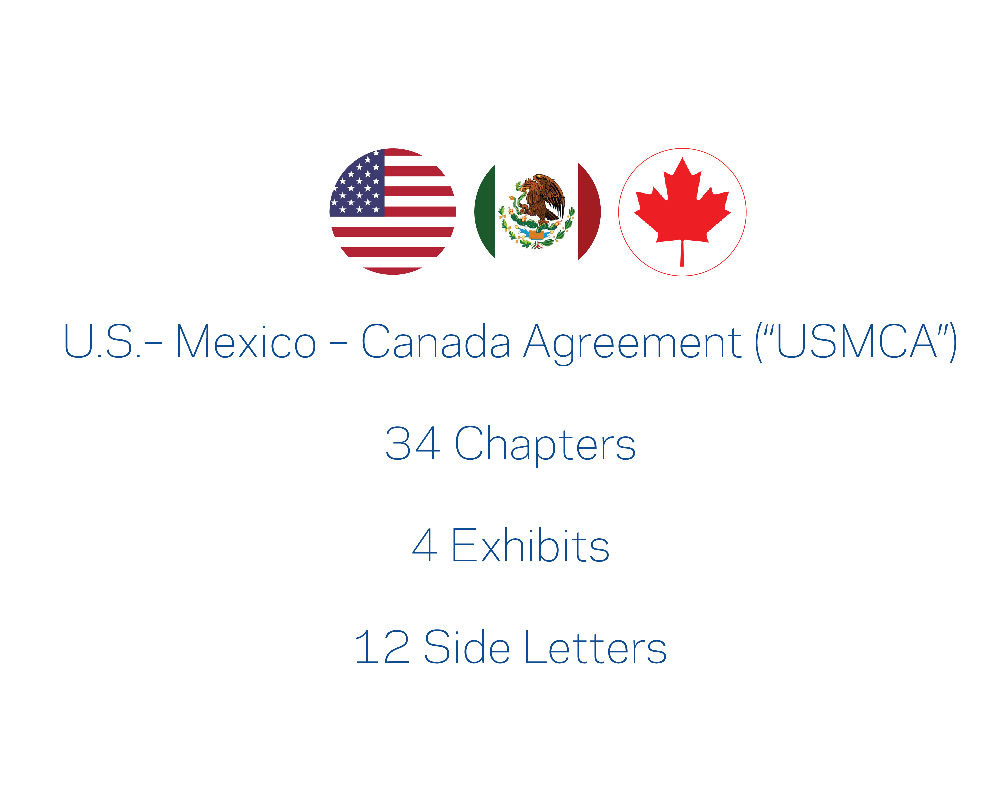 U.S.– Mexico – Canada Agreement (“USMCA”)
34 Chapters
4 Exhibits
12 Side Letters